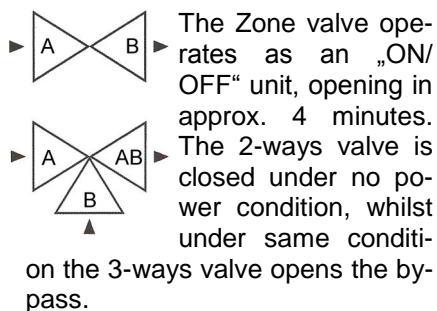 The Zone valve ope-
A B rates as an „ON/
OFF“ unit, opening in
approx. 4 minutes.
The 2-ways valve is
A AB closed under no po-
B wer condition, whilst
under same conditi-
on the 3-ways valve opens the by-
pass.